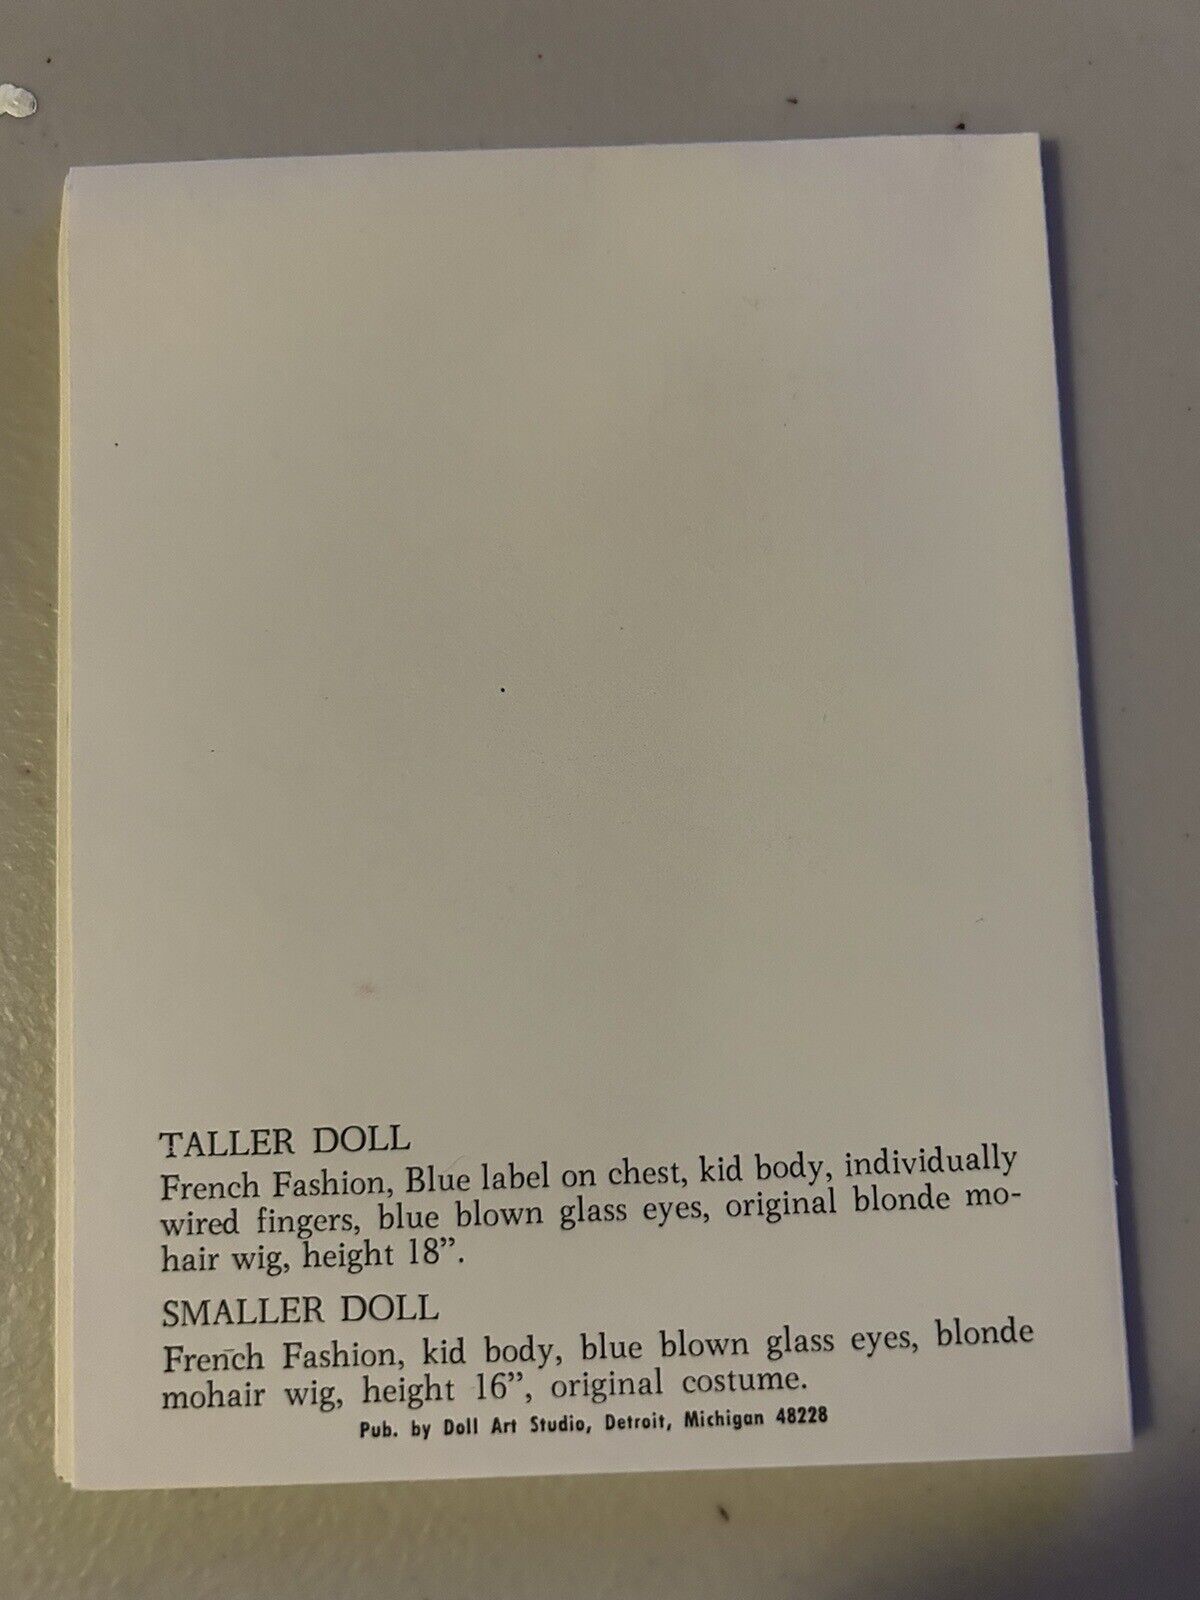 TALLER DOLL
French Fashion, Blue label on chest, kid body, individually
wired fingers, blue blown glass eyes, original blonde mo-
hair wig, height 18”.
SMALLER DOLL
French Fashion, kid body, blue blown glass eyes, blonde
mohair wig, height 16”, original costume.
Pub. by Doll Art Studio, Detroit, Michigan 48228